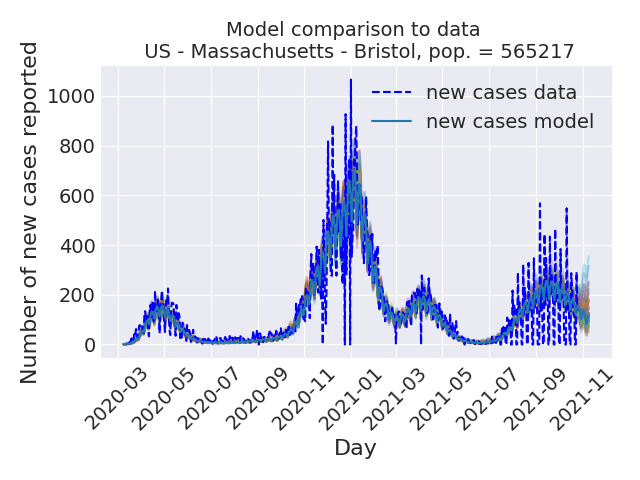 Model comparison to data
US - Massachusetts - Bristol, pop. = 565217
Number of new cases reported
1000
800
600
400
200
0
new cases data
new cases model
2020-03
2020-05
2020-07
2020-09
2020-11
2021-01
2021-03
2021-05
2021-07
2021-09
2021-11
Day